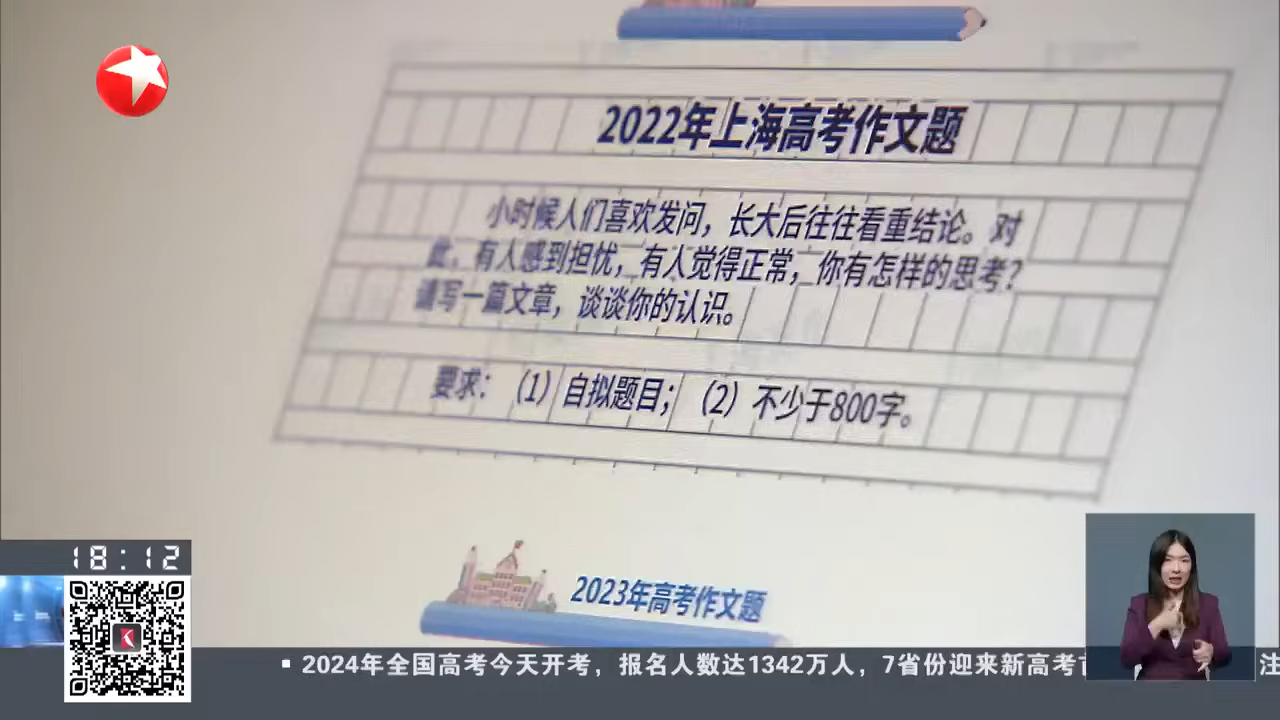 2022年上海高考作文题
小时候人们喜欢发问，长大后往往看重结论。对
此，有人感到担忧，有人觉得正常，你有怎样的思考？
请写一篇文章，谈谈你的认识。
要求：（1）自拟题目；（2）不少于800字。
2023年高考作文题
18:12
2024年全国高考今天开考，报名人数达1342万人，7省份迎来新高考
注